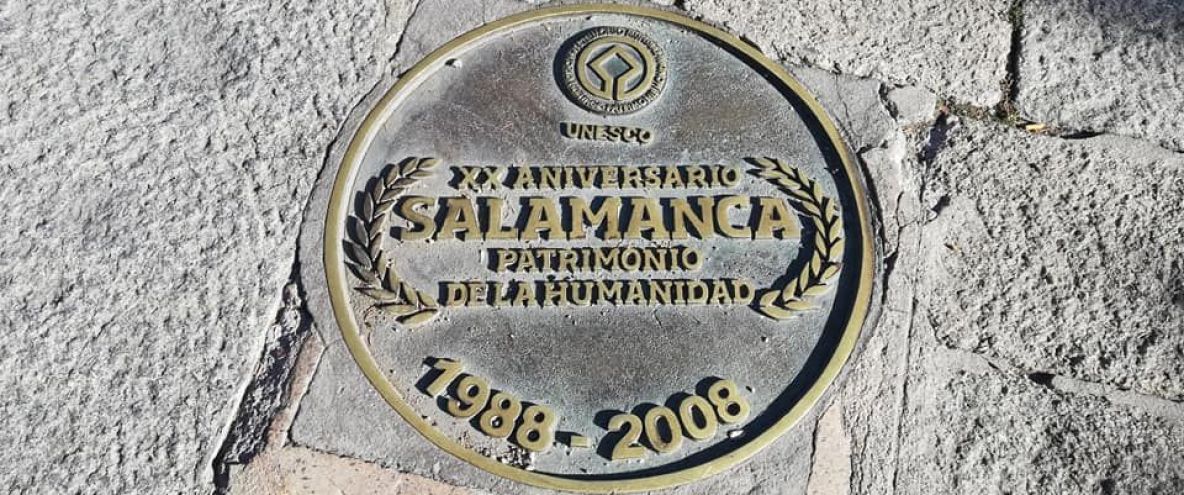 UNESCO
XX ANIVERSARIO
SALAMANCA
PATRIMONIO
DE LA HUMANIDAD
1988 - 2008